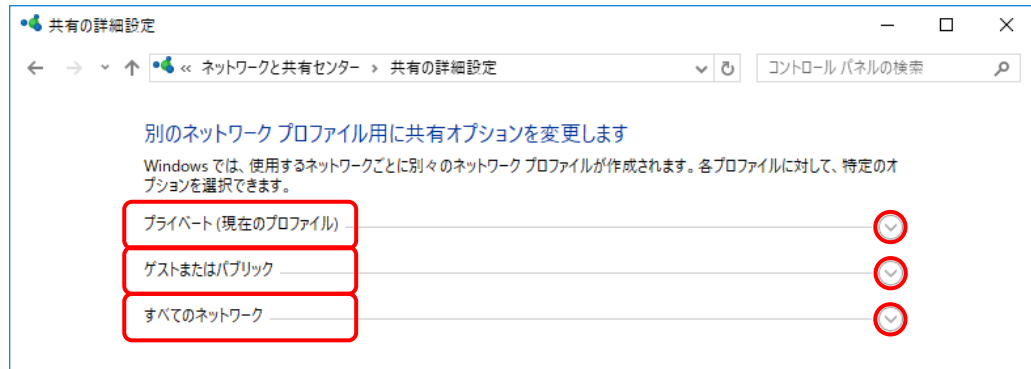 共有の詳細設定
« ネットワークと共有センター › 共有の詳細設定
コントロール パネルの検索
別のネットワーク プロファイル用に共有オプションを変更します
Windows では、使用するネットワークごとに別々のネットワーク プロファイルが作成されます。各プロファイルに対して、特定のオ
プションを選択できます。
プライベート (現在のプロファイル)
ゲストまたはパブリック
すべてのネットワーク